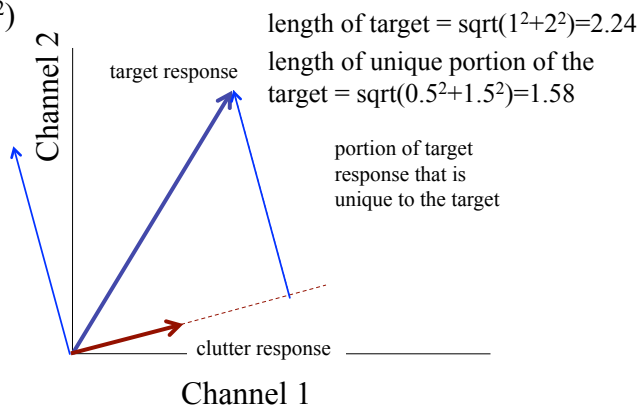 ²)
length of target = sqrt(1²+2²)=2.24
length of unique portion of the
target = sqrt(0.5²+1.5²)=1.58
Channel 2
target response
portion of target
response that is
unique to the target
clutter response
Channel 1